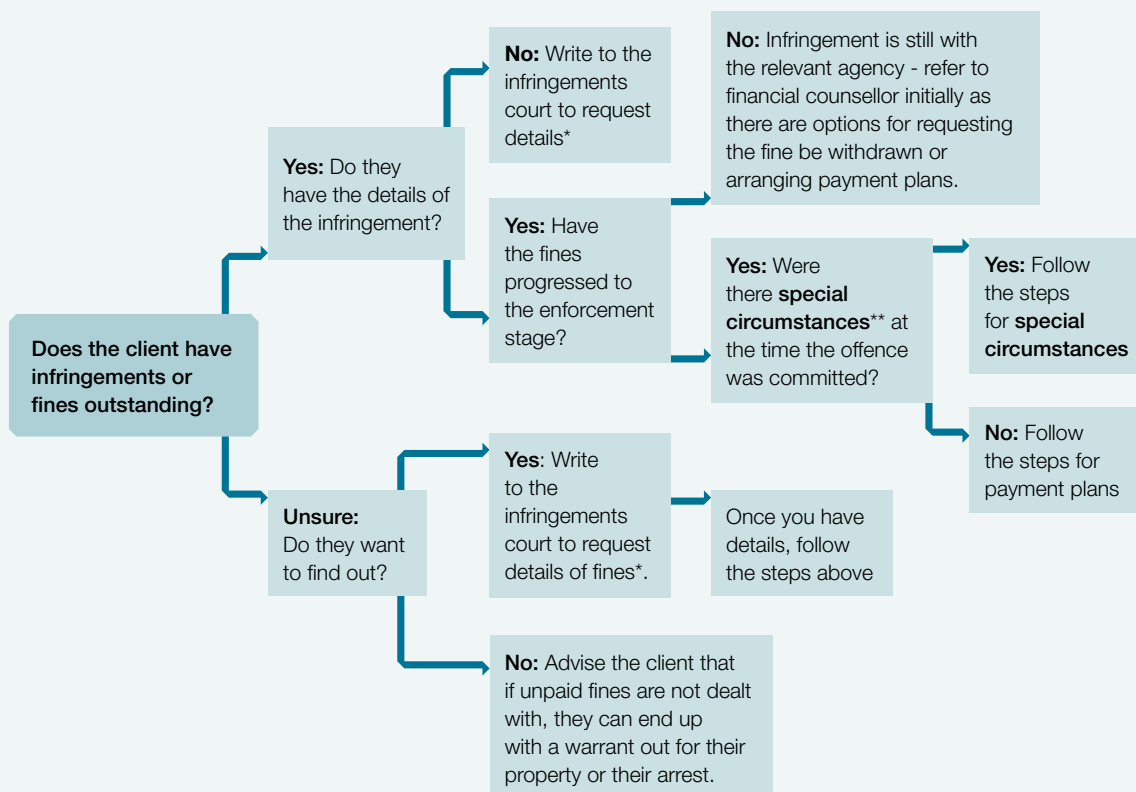 Does the client have
infringements or
fines outstanding?
Yes: Do they
have the details of
the infringement?
No: Write to the
infringements
court to request
details*
Yes: Have
the fines
progressed to
the enforcement
stage?
No: Infringement is still with
the relevant agency - refer to
financial counsellor initially as
there are options for requesting
the fine be withdrawn or
arranging payment plans.
Yes: Were
there special
circumstances** at
the time the offence
was committed?
Yes: Follow
the steps
for special
circumstances
No: Follow
the steps for
payment plans
Unsure:
Do they want
to find out?
Yes: Write
to the
infringements
court to request
details of fines*.
Once you have
details, follow
the steps above
No: Advise the client that
if unpaid fines are not dealt
with, they can end up
with a warrant out for their
property or their arrest.